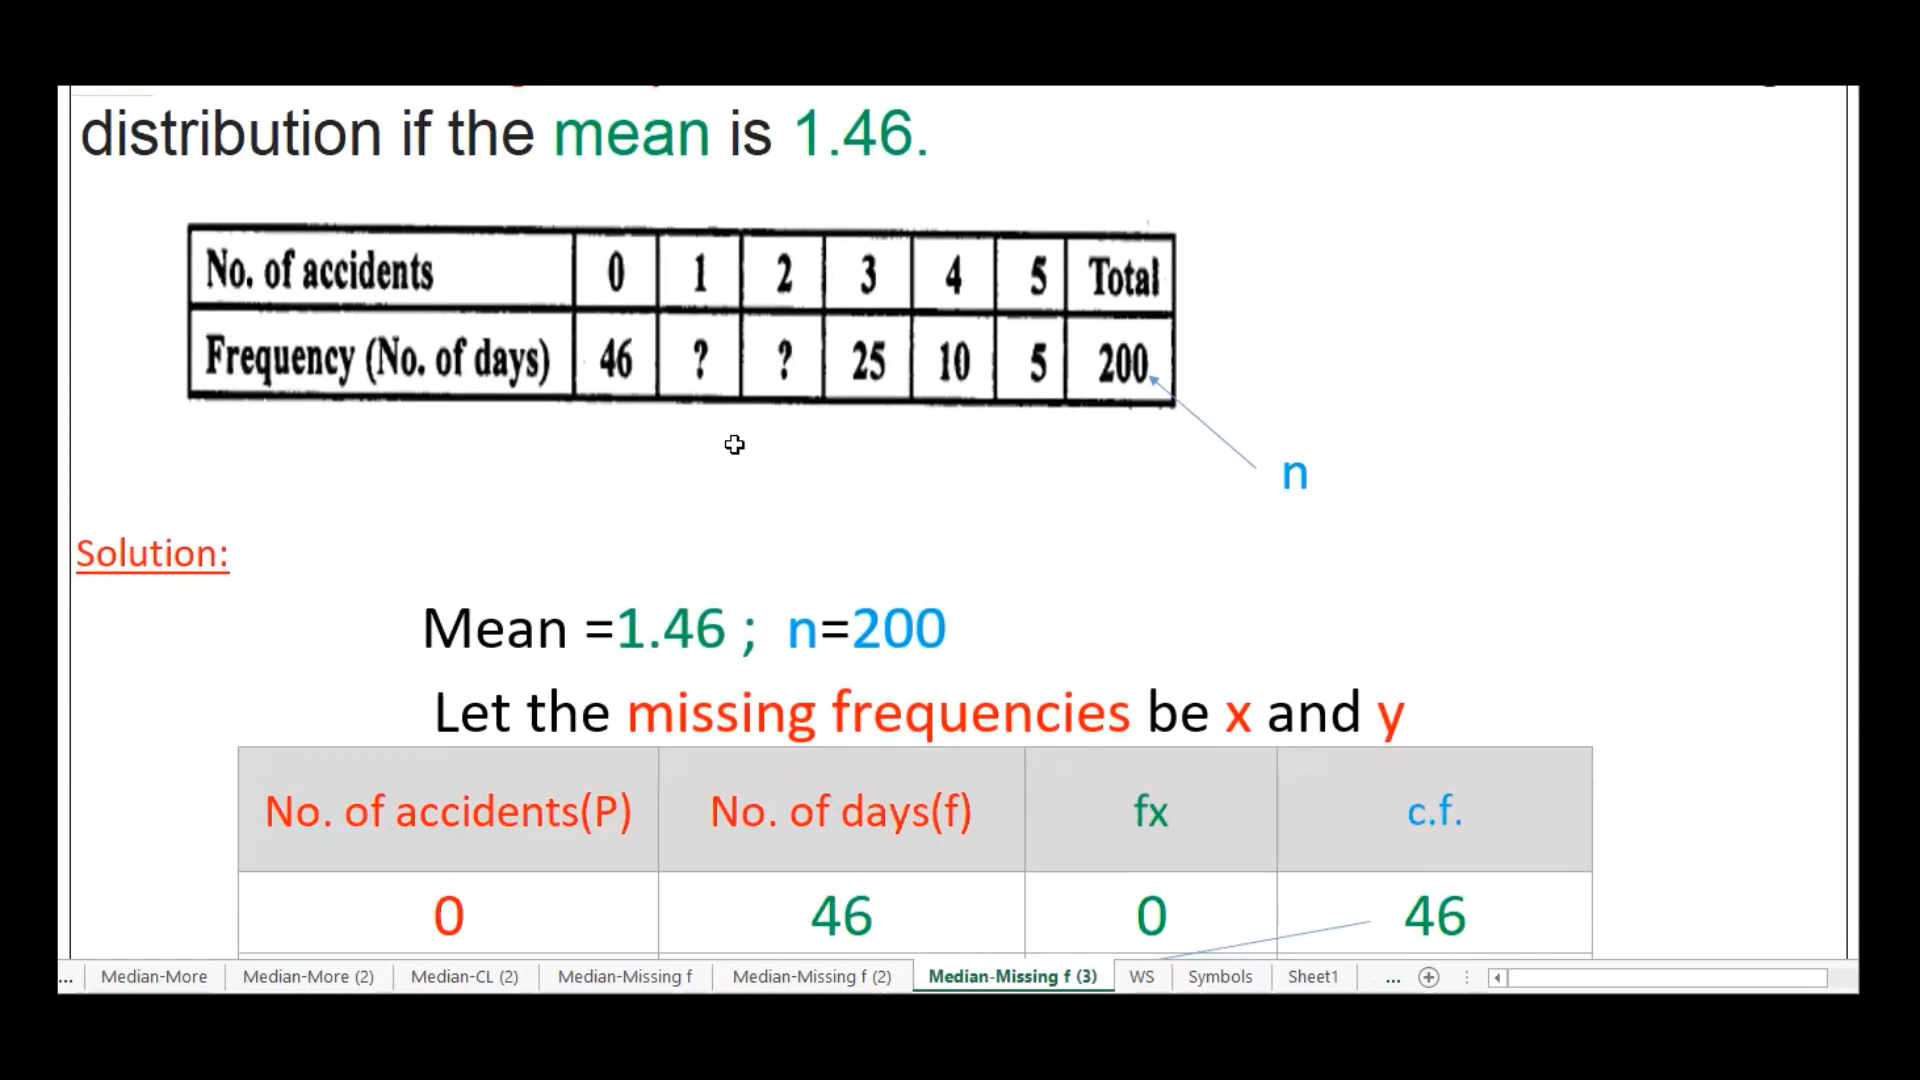 distribution if the mean is 1.46.
No. of accidents 0 1 2 3 4 5 Total
Frequency (No. of days) 46 ? ? 25 10 5 200
n
Solution:
Mean =1.46 ; n=200
Let the missing frequencies be x and y
No. of accidents(P) No. of days(f) fx c.f.
0 46 0 46
... Median-More Median-More (2) Median-CL (2) Median-Missing f Median-Missing f (2) Median-Missing f (3) WS Symbols Sheet1 ...